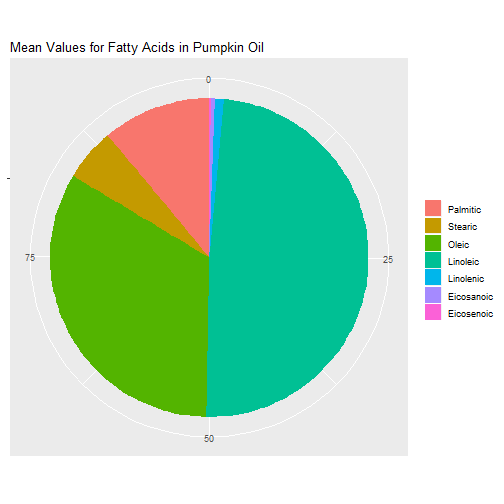 Mean Values for Fatty Acids in Pumpkin Oil
0
75
25
50
Palmitic
Stearic
Oleic
Linoleic
Linolenic
Eicosanoic
Eicosenoic